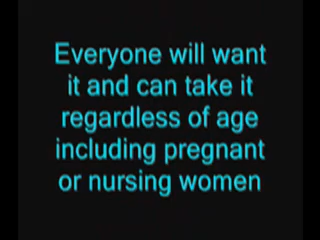 Everyone will want
it and can take it
regardless of age
including pregnant
or nursing women